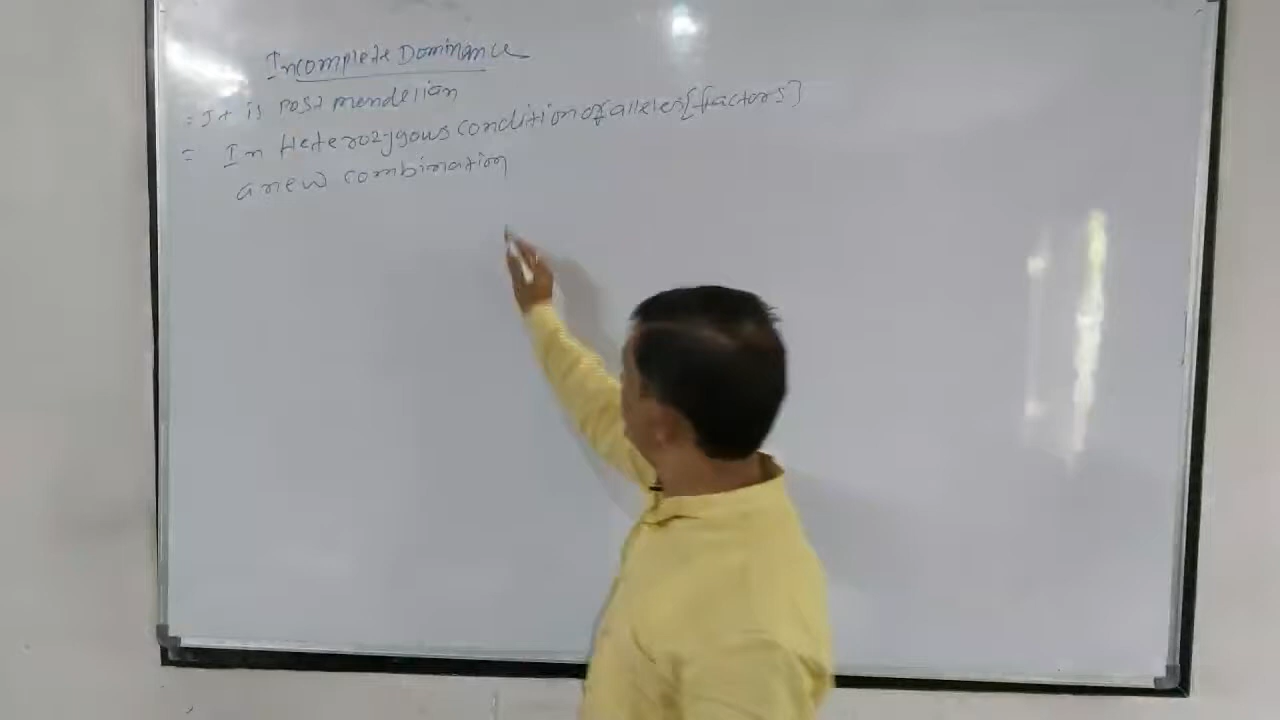 Incomplete Dominance
= It is Post mendelian
= In Heterozygous condition of alleles [factors]
a new combination